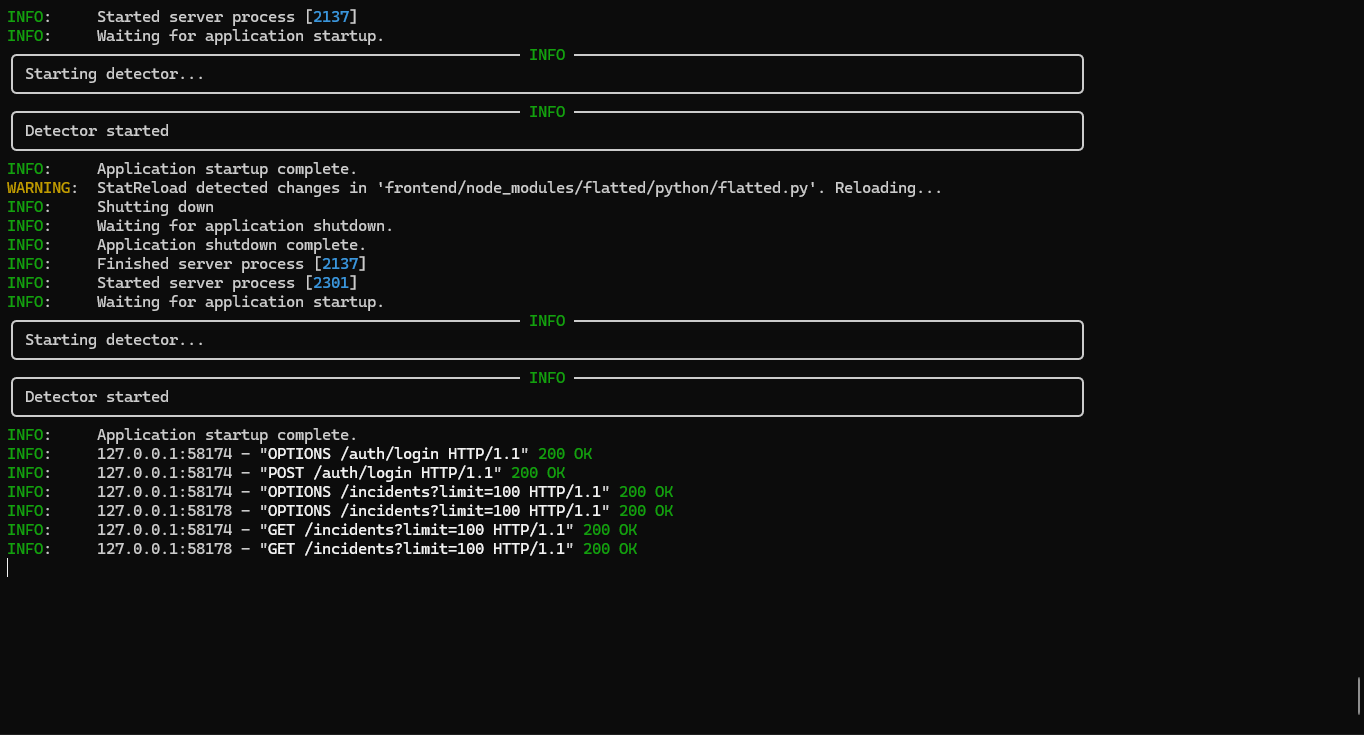 INFO:     Started server process [2137]
INFO:     Waiting for application startup.
INFO
Starting detector...
INFO
Detector started
INFO:     Application startup complete.
WARNING:  StatReload detected changes in 'frontend/node_modules/flatted/python/flatted.py'. Reloading...
INFO:     Shutting down
INFO:     Waiting for application shutdown.
INFO:     Application shutdown complete.
INFO:     Finished server process [2137]
INFO:     Started server process [2301]
INFO:     Waiting for application startup.
INFO
Starting detector...
INFO
Detector started
INFO:     Application startup complete.
INFO:     127.0.0.1:58174 - "OPTIONS /auth/login HTTP/1.1" 200 OK
INFO:     127.0.0.1:58174 - "POST /auth/login HTTP/1.1" 200 OK
INFO:     127.0.0.1:58174 - "OPTIONS /incidents?limit=100 HTTP/1.1" 200 OK
INFO:     127.0.0.1:58178 - "OPTIONS /incidents?limit=100 HTTP/1.1" 200 OK
INFO:     127.0.0.1:58174 - "GET /incidents?limit=100 HTTP/1.1" 200 OK
INFO:     127.0.0.1:58178 - "GET /incidents?limit=100 HTTP/1.1" 200 OK